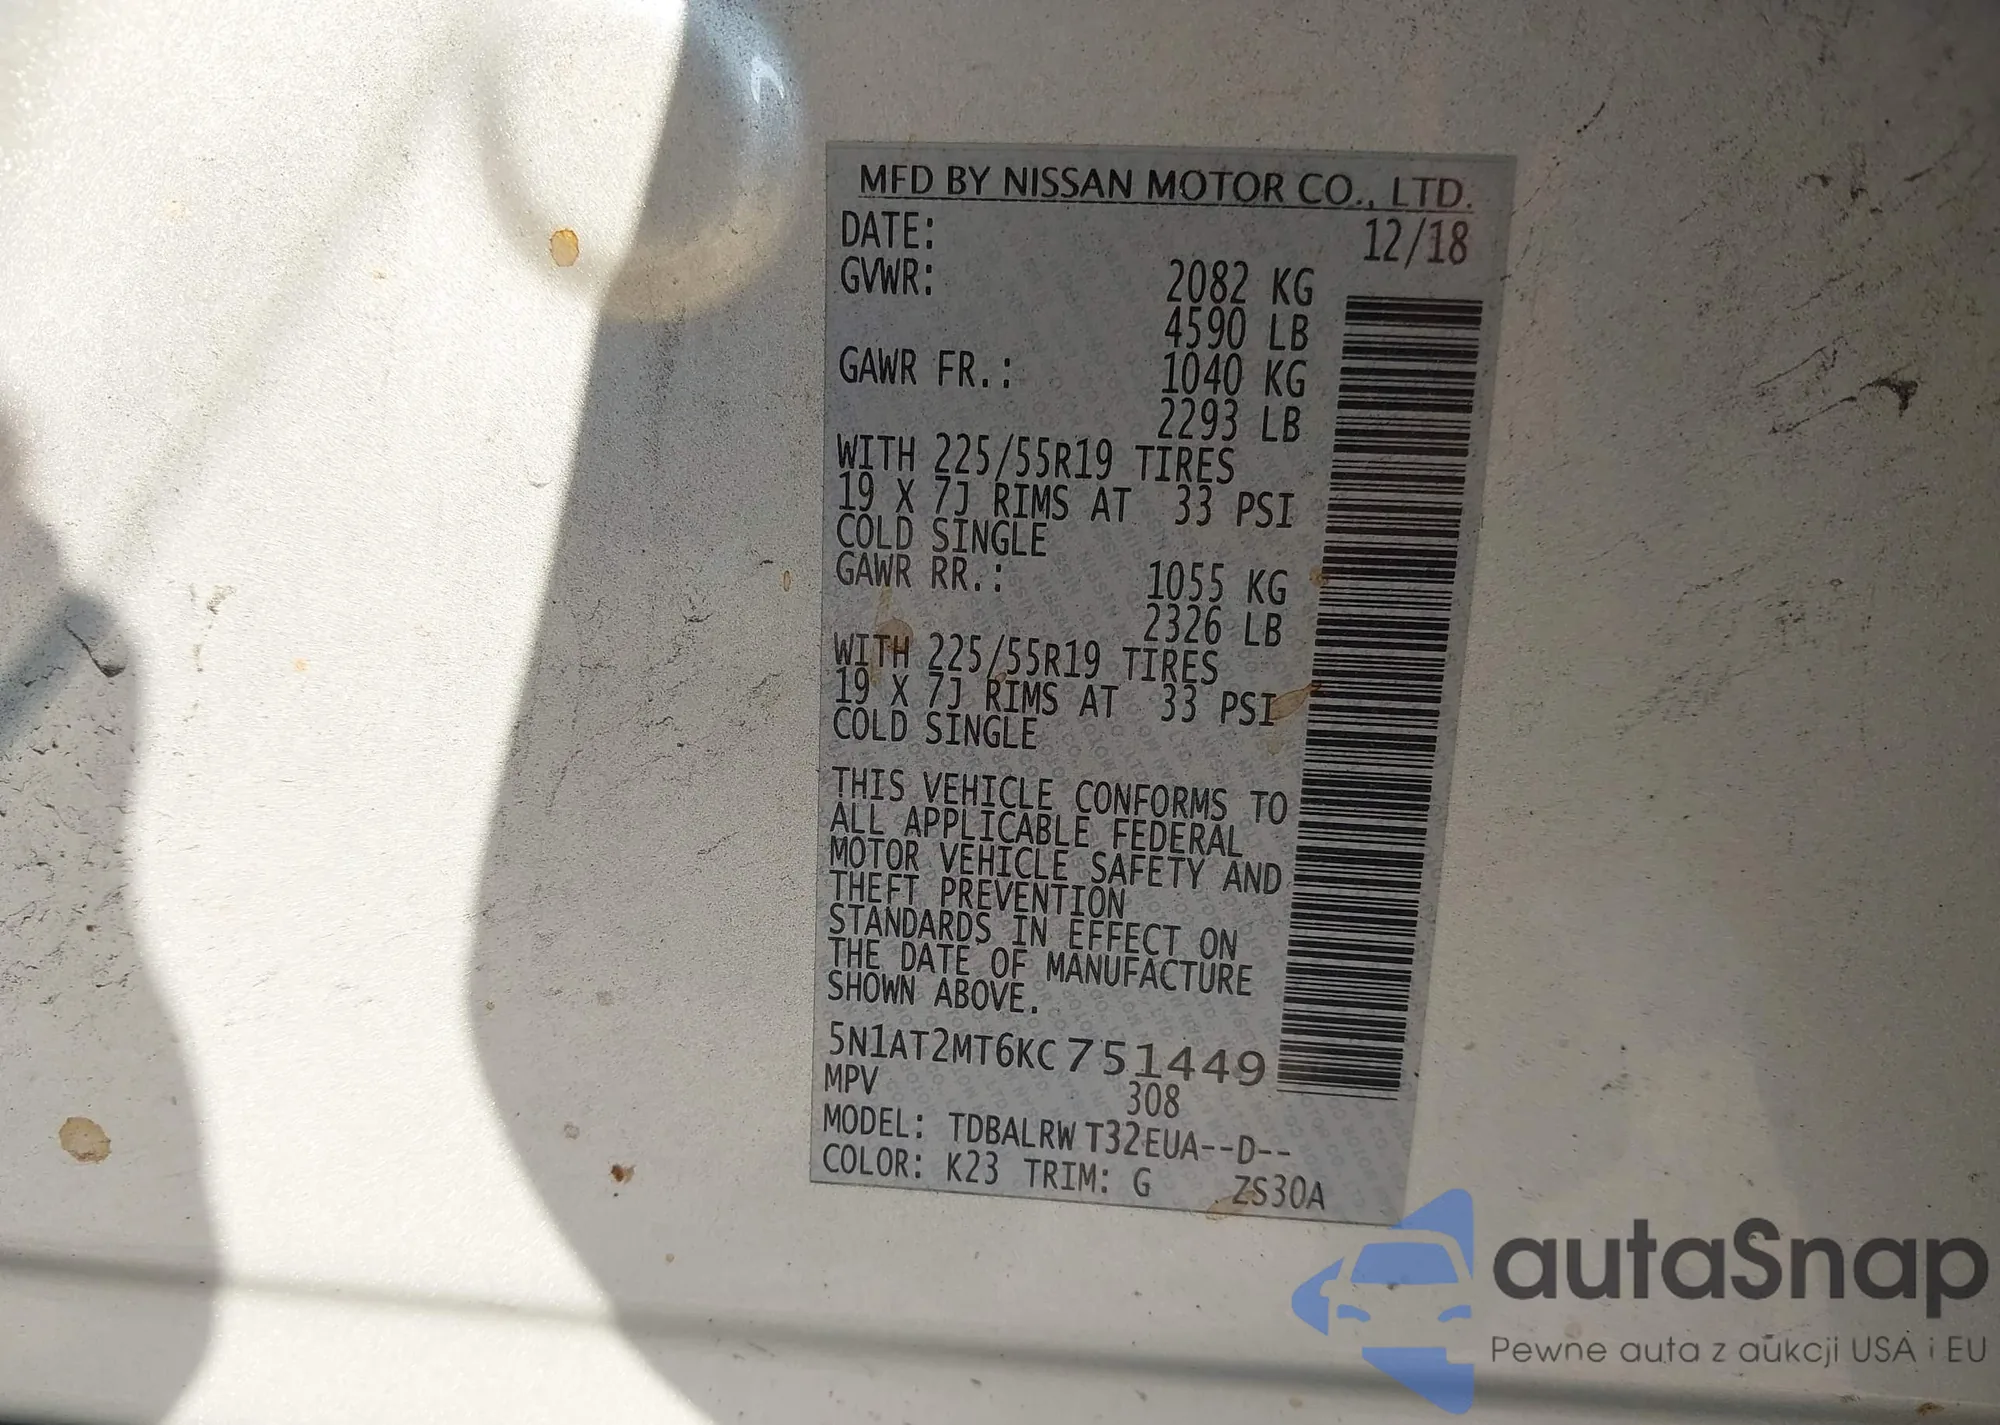 MFD BY NISSAN MOTOR CO., LTD.
DATE: 12/18
GVWR: 2082 KG
4590 LB
GAWR FR.: 1040 KG
2293 LB
WITH 225/55R19 TIRES
19 X 7J RIMS AT 33 PSI
COLD SINGLE
GAWR RR.: 1055 KG
2326 LB
WITH 225/55R19 TIRES
19 X 7J RIMS AT 33 PSI
COLD SINGLE
THIS VEHICLE CONFORMS TO
ALL APPLICABLE FEDERAL
MOTOR VEHICLE SAFETY AND
THEFT PREVENTION
STANDARDS IN EFFECT ON
THE DATE OF MANUFACTURE
SHOWN ABOVE.
5N1AT2MT6KC751449
MPV 308
MODEL: TDBALRW T32EUA--D--
COLOR: K23 TRIM: G ZS30A
autaSnap
Pewne auta z aukcji USA i EU